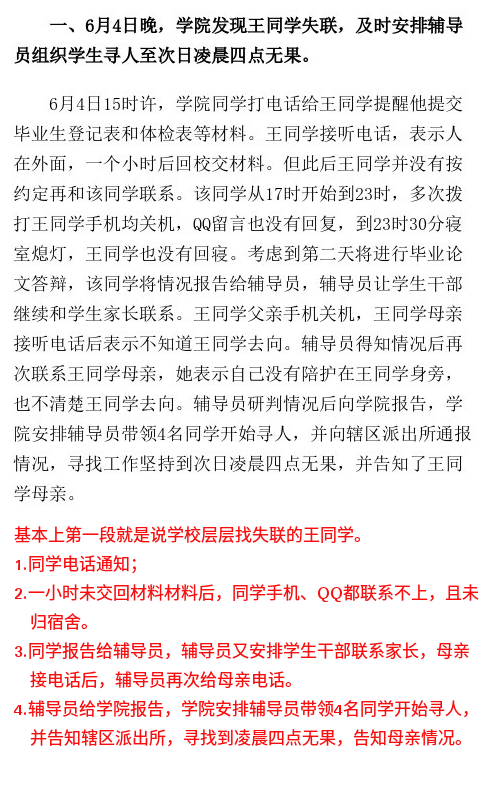 一、6月4日晚，学院发现王同学失联，及时安排辅导
员组织学生寻人至次日凌晨四点无果。
6月4日15时许，学院同学打电话给王同学提醒他提交
毕业生登记表和体检表等材料。王同学接听电话，表示人
在外面，一个小时后回校交材料。但此后王同学并没有按
约定再和该同学联系。该同学从17时开始到23时，多次拨
打王同学手机均关机，QQ留言也没有回复，到23时30分寝
室熄灯，王同学也没有回寝。考虑到第二天将进行毕业论
文答辩，该同学将情况报告给辅导员，辅导员让学生干部
继续和学生家长联系。王同学父亲手机关机，王同学母亲
接听电话后表示不知道王同学去向。辅导员得知情况后再
次联系王同学母亲，她表示自己没有陪护在王同学身旁，
也不清楚王同学去向。辅导员研判情况后向学院报告，学
院安排辅导员带领4名同学开始寻人，并向辖区派出所通报
情况，寻找工作坚持到次日凌晨四点无果，并告知了王同
学母亲。
基本上第一段就是说学校层层找失联的王同学。
1.同学电话通知；
2.一小时未交回材料材料后，同学手机、QQ都联系不上，且未
归宿舍。
3.同学报告给辅导员，辅导员又安排学生干部联系家长，母亲
接电话后，辅导员再次给母亲电话。
4.辅导员给学院报告，学院安排辅导员带领4名同学开始寻人，
并告知辖区派出所，寻找到凌晨四点无果，告知母亲情况。